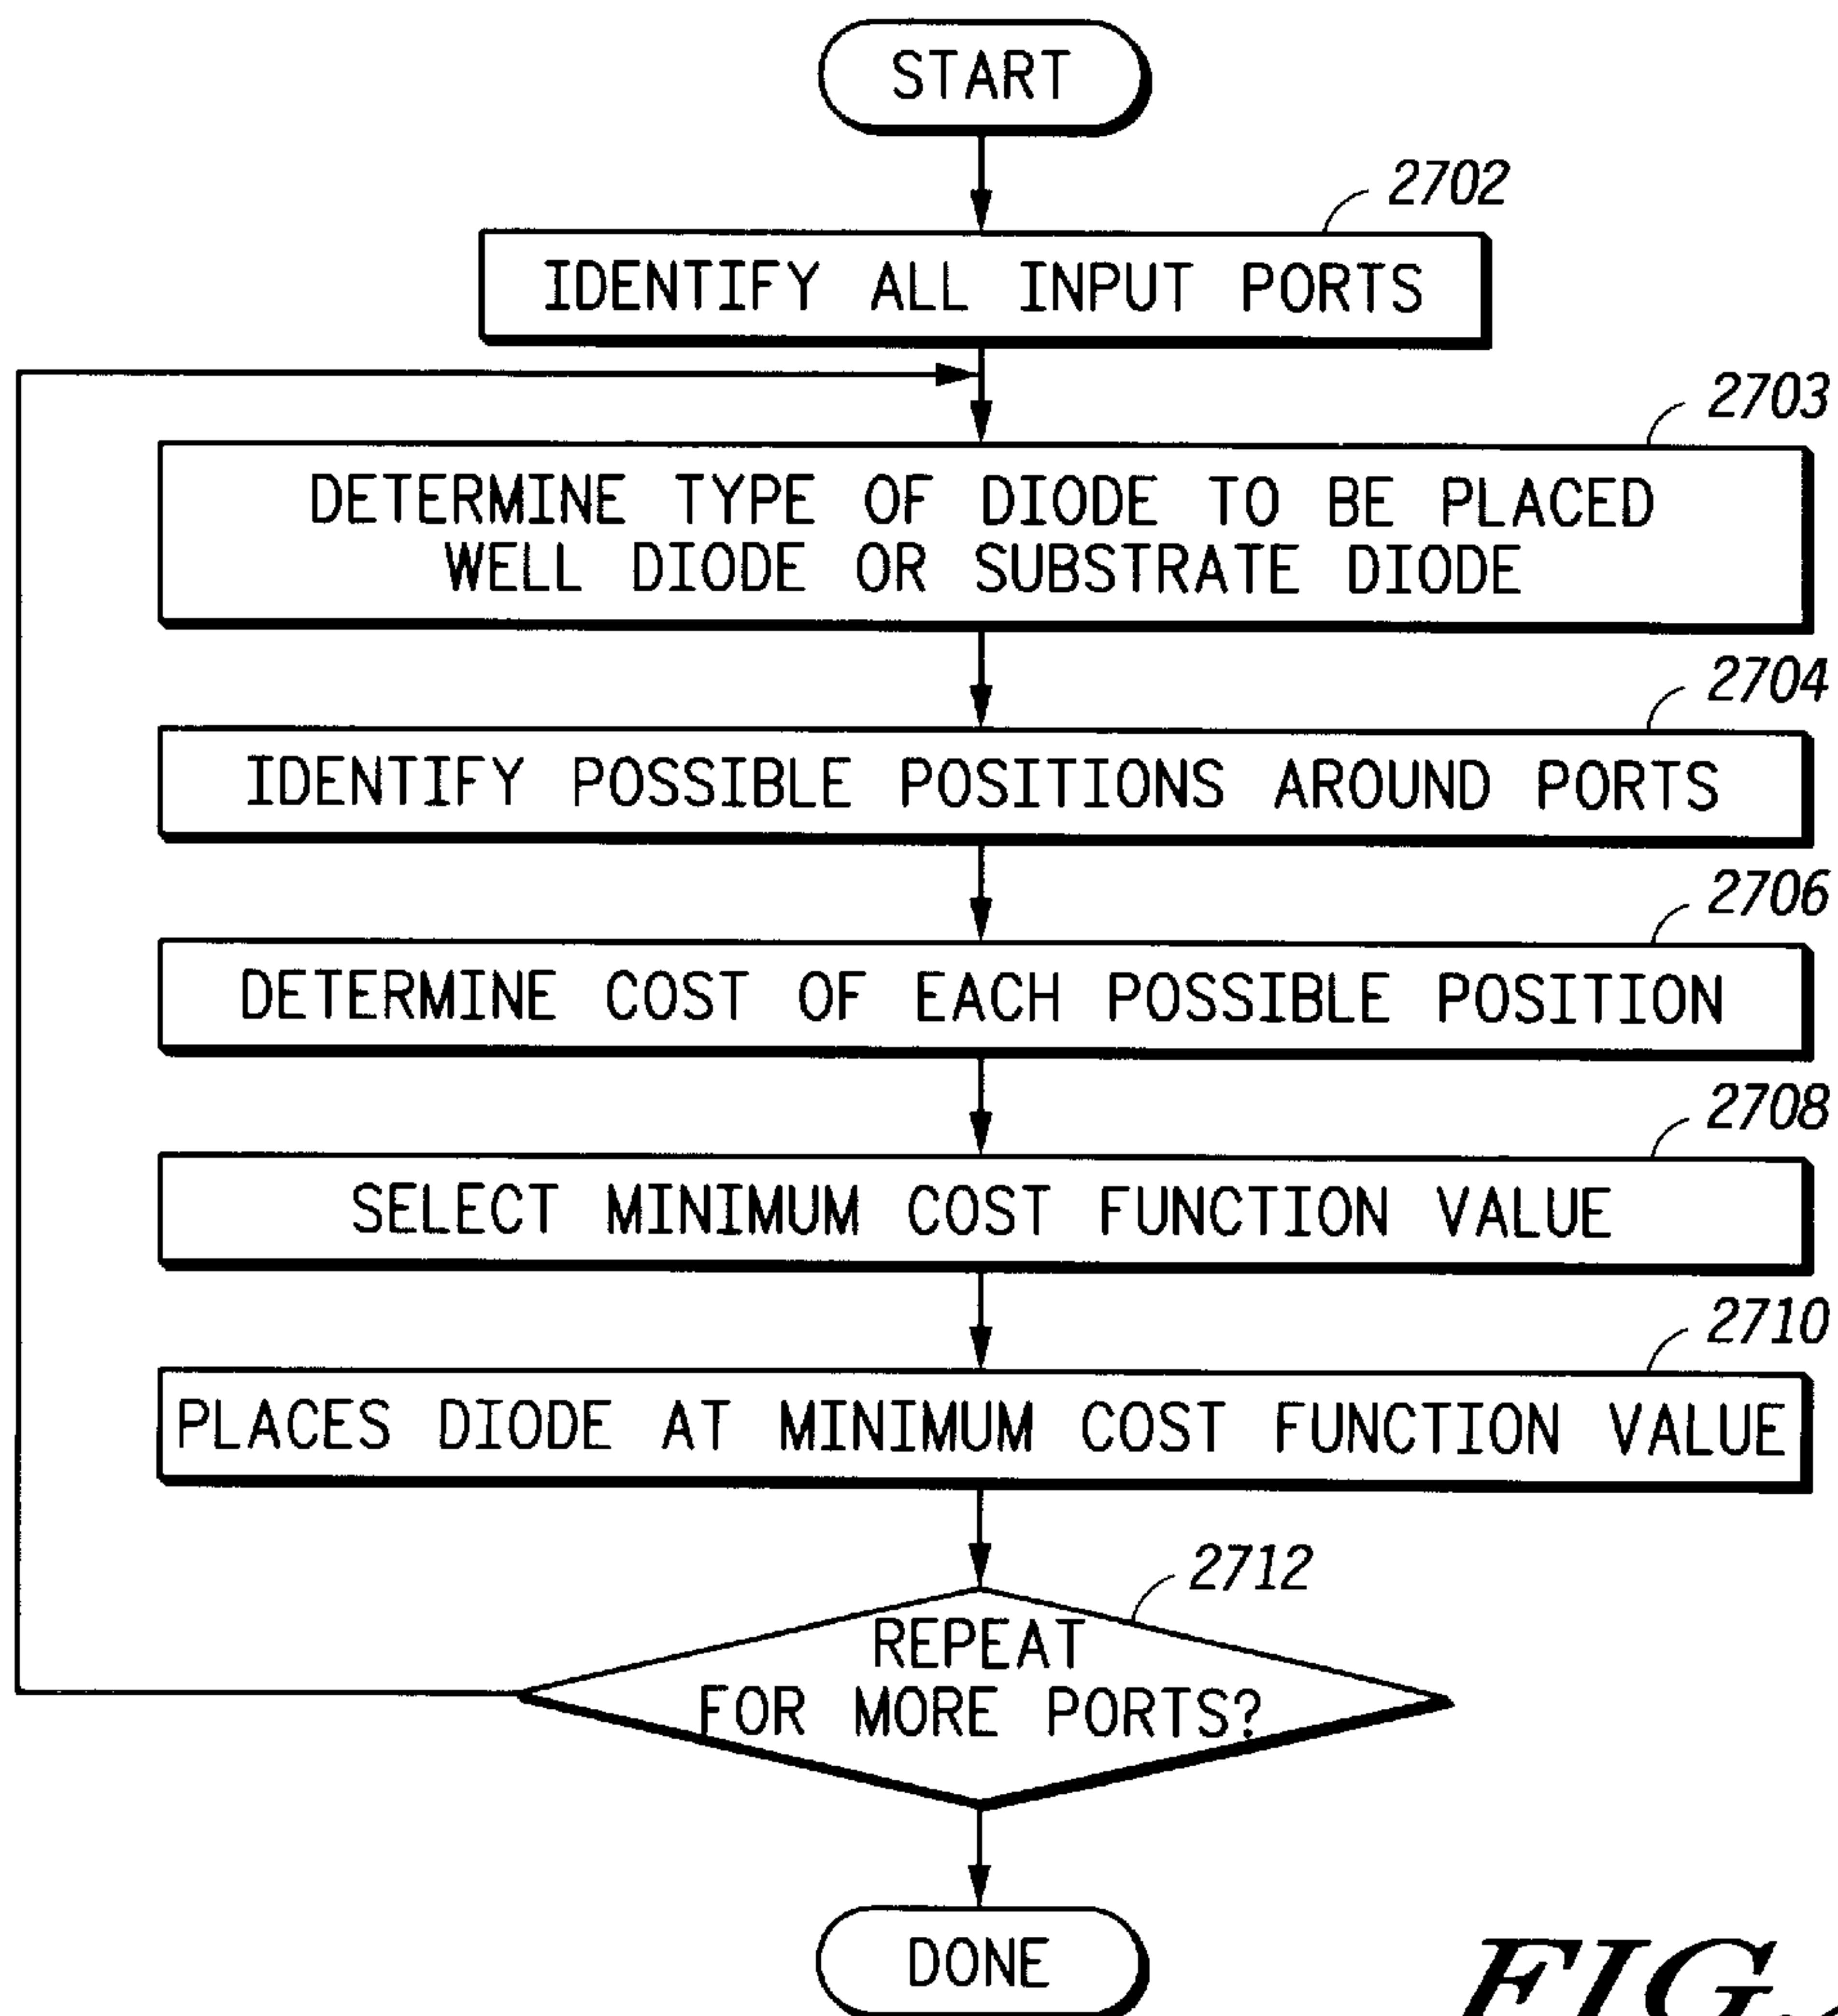 START
2702
IDENTIFY ALL INPUT PORTS
2703
DETERMINE TYPE OF DIODE TO BE PLACED
WELL DIODE OR SUBSTRATE DIODE
2704
IDENTIFY POSSIBLE POSITIONS AROUND PORTS
2706
DETERMINE COST OF EACH POSSIBLE POSITION
2708
SELECT MINIMUM COST FUNCTION VALUE
2710
PLACES DIODE AT MINIMUM COST FUNCTION VALUE
2712
REPEAT
FOR MORE PORTS?
DONE
FIG.